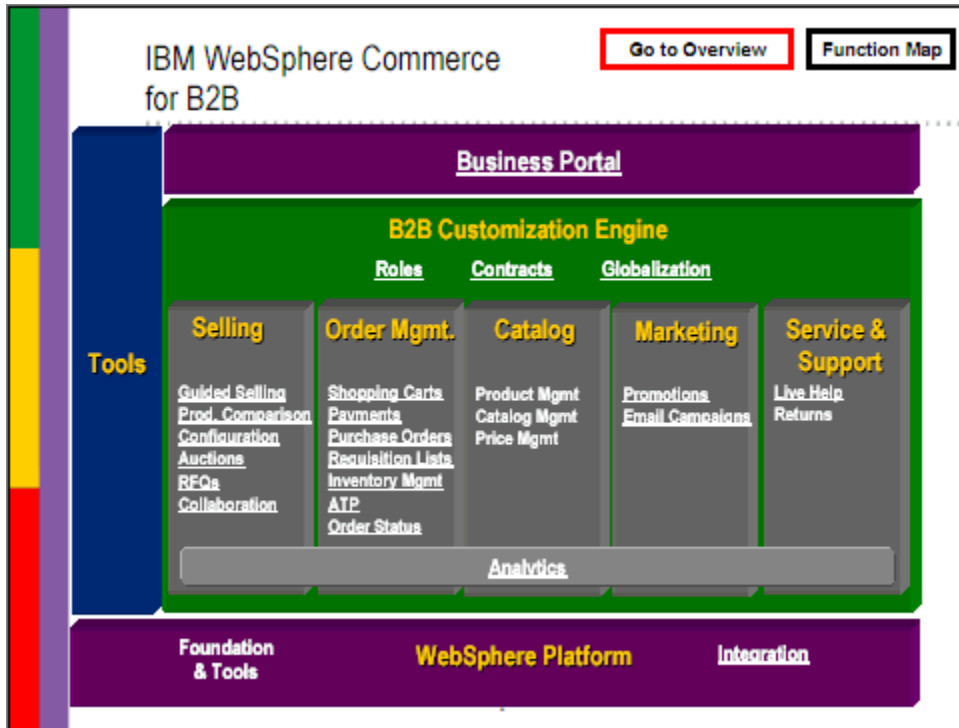 IBM WebSphere Commerce
for B2B
Go to Overview
Function Map
Business Portal
B2B Customization Engine
Roles Contracts Globalization
Tools
Selling
Guided Selling
Prod. Comparison
Configuration
Auctions
RFQs
Collaboration
Order Mgmt.
Shopping Carts
Payments
Purchase Orders
Requisition Lists
Inventory Mgmt
ATP
Order Status
Catalog
Product Mgmt
Catalog Mgmt
Price Mgmt
Marketing
Promotions
Email Campaigns
Service &
Support
Live Help
Returns
Analytics
Foundation
& Tools
WebSphere Platform
Integration